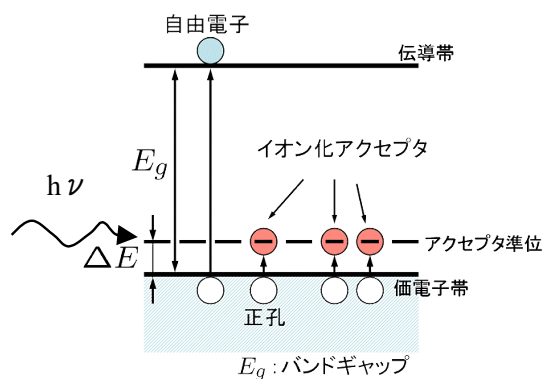 自由電子
伝導帯
E_g
イオン化アクセプタ
hν
ΔE
アクセプタ準位
価電子帯
正孔
E_g : バンドギャップ